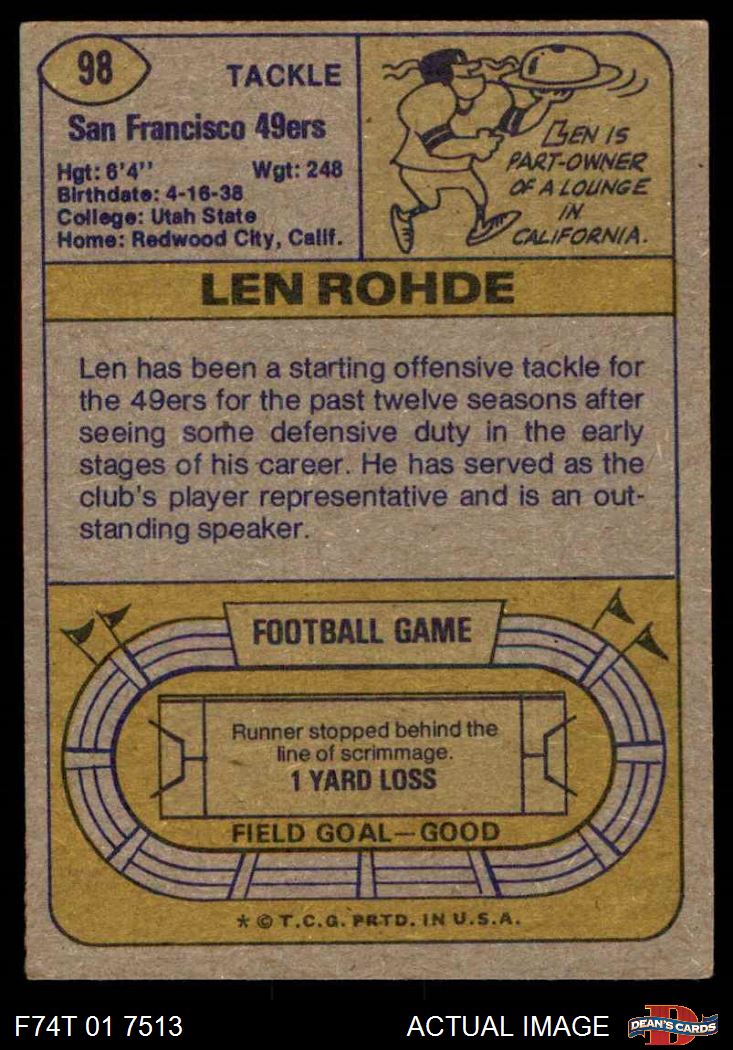 98
TACKLE
San Francisco 49ers
Hgt: 6'4'' Wgt: 248
Birthdate: 4-16-38
College: Utah State
Home: Redwood City, Calif.
LEN IS
PART-OWNER
OF A LOUNGE
IN
CALIFORNIA.
LEN ROHDE
Len has been a starting offensive tackle for
the 49ers for the past twelve seasons after
seeing some defensive duty in the early
stages of his career. He has served as the
club's player representative and is an out-
standing speaker.
FOOTBALL GAME
Runner stopped behind the
line of scrimmage.
1 YARD LOSS
FIELD GOAL—GOOD
* © T.C.G. PRTD. IN U.S.A.
F74T 01 7513
ACTUAL IMAGE
D
DEAN'S CARDS